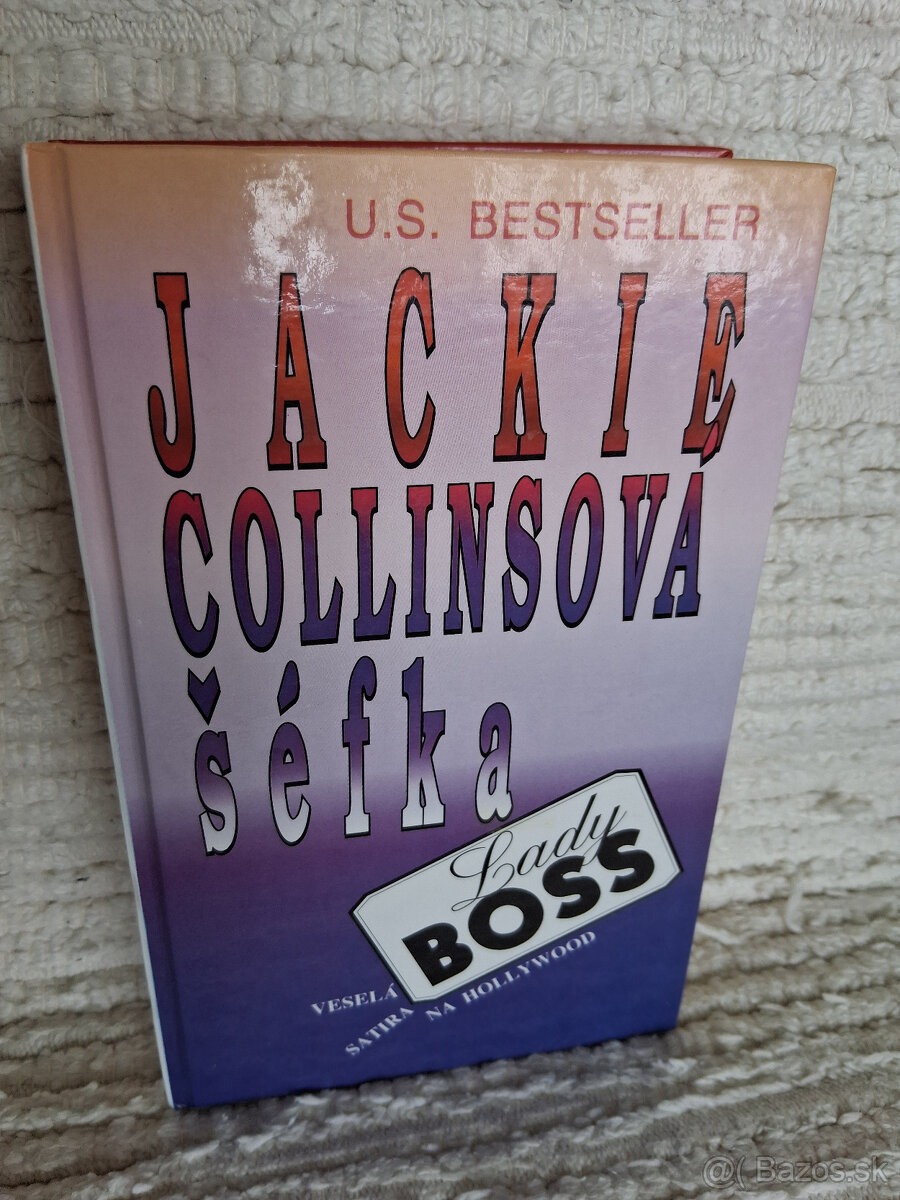 U.S. BESTSELLER
JACKIE
COLLINSOVÁ
šéfka
Lady
BOSS
VESELÁ
SATIRA NA HOLLYWOOD
@( Bazos.sk